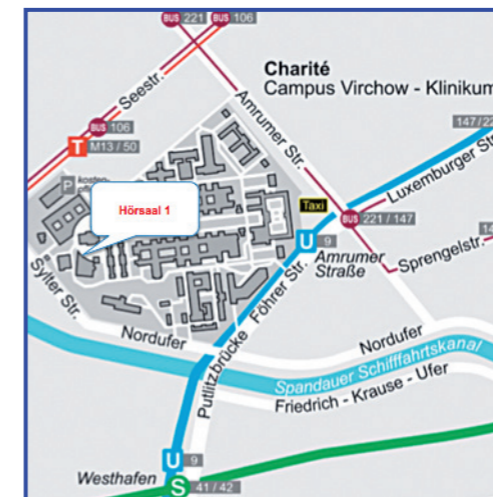 BUS 221
BUS 106
Seestr.
Charité
Campus Virchow - Klinikum
BUS 106
T M13 / 50
Amrumer Str.
147/22
Luxemburger Str
P
Hörsaal 1
Taxi
BUS 221 / 147
U 9
Amrumer
Straße
Sprengelstr.
14
Sylter Str.
Föhrer Str.
Nordufer
Putlitzbrücke
Nordufer
Spandauer Schifffahrtskanal
Friedrich - Krause - Ufer
Westhafen
U 9
S 41 / 42